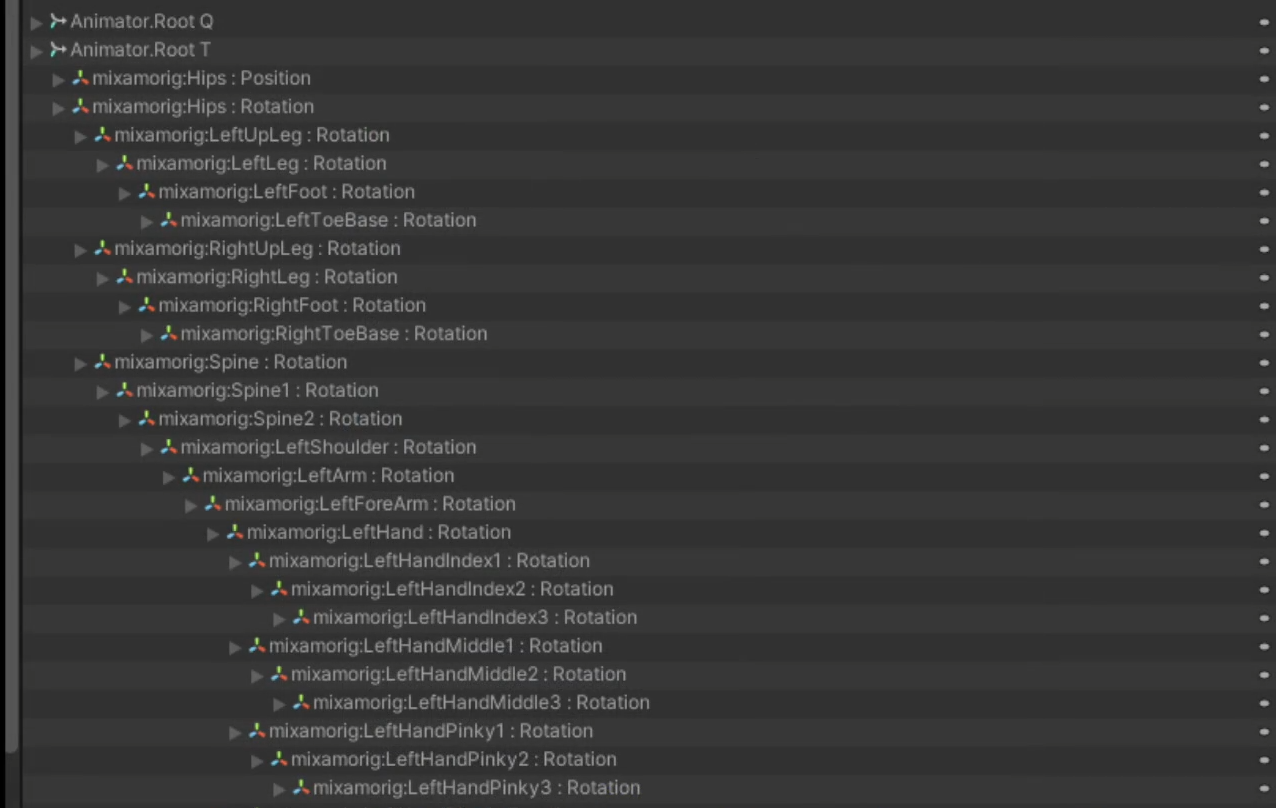 Animator.Root Q
Animator.Root T
mixamorig:Hips : Position
mixamorig:Hips : Rotation
mixamorig:LeftUpLeg : Rotation
mixamorig:LeftLeg : Rotation
mixamorig:LeftFoot : Rotation
mixamorig:LeftToeBase : Rotation
mixamorig:RightUpLeg : Rotation
mixamorig:RightLeg : Rotation
mixamorig:RightFoot : Rotation
mixamorig:RightToeBase : Rotation
mixamorig:Spine : Rotation
mixamorig:Spine1 : Rotation
mixamorig:Spine2 : Rotation
mixamorig:LeftShoulder : Rotation
mixamorig:LeftArm : Rotation
mixamorig:LeftForeArm : Rotation
mixamorig:LeftHand : Rotation
mixamorig:LeftHandIndex1 : Rotation
mixamorig:LeftHandIndex2 : Rotation
mixamorig:LeftHandIndex3 : Rotation
mixamorig:LeftHandMiddle1 : Rotation
mixamorig:LeftHandMiddle2 : Rotation
mixamorig:LeftHandMiddle3 : Rotation
mixamorig:LeftHandPinky1 : Rotation
mixamorig:LeftHandPinky2 : Rotation
mixamorig:LeftHandPinky3 : Rotation